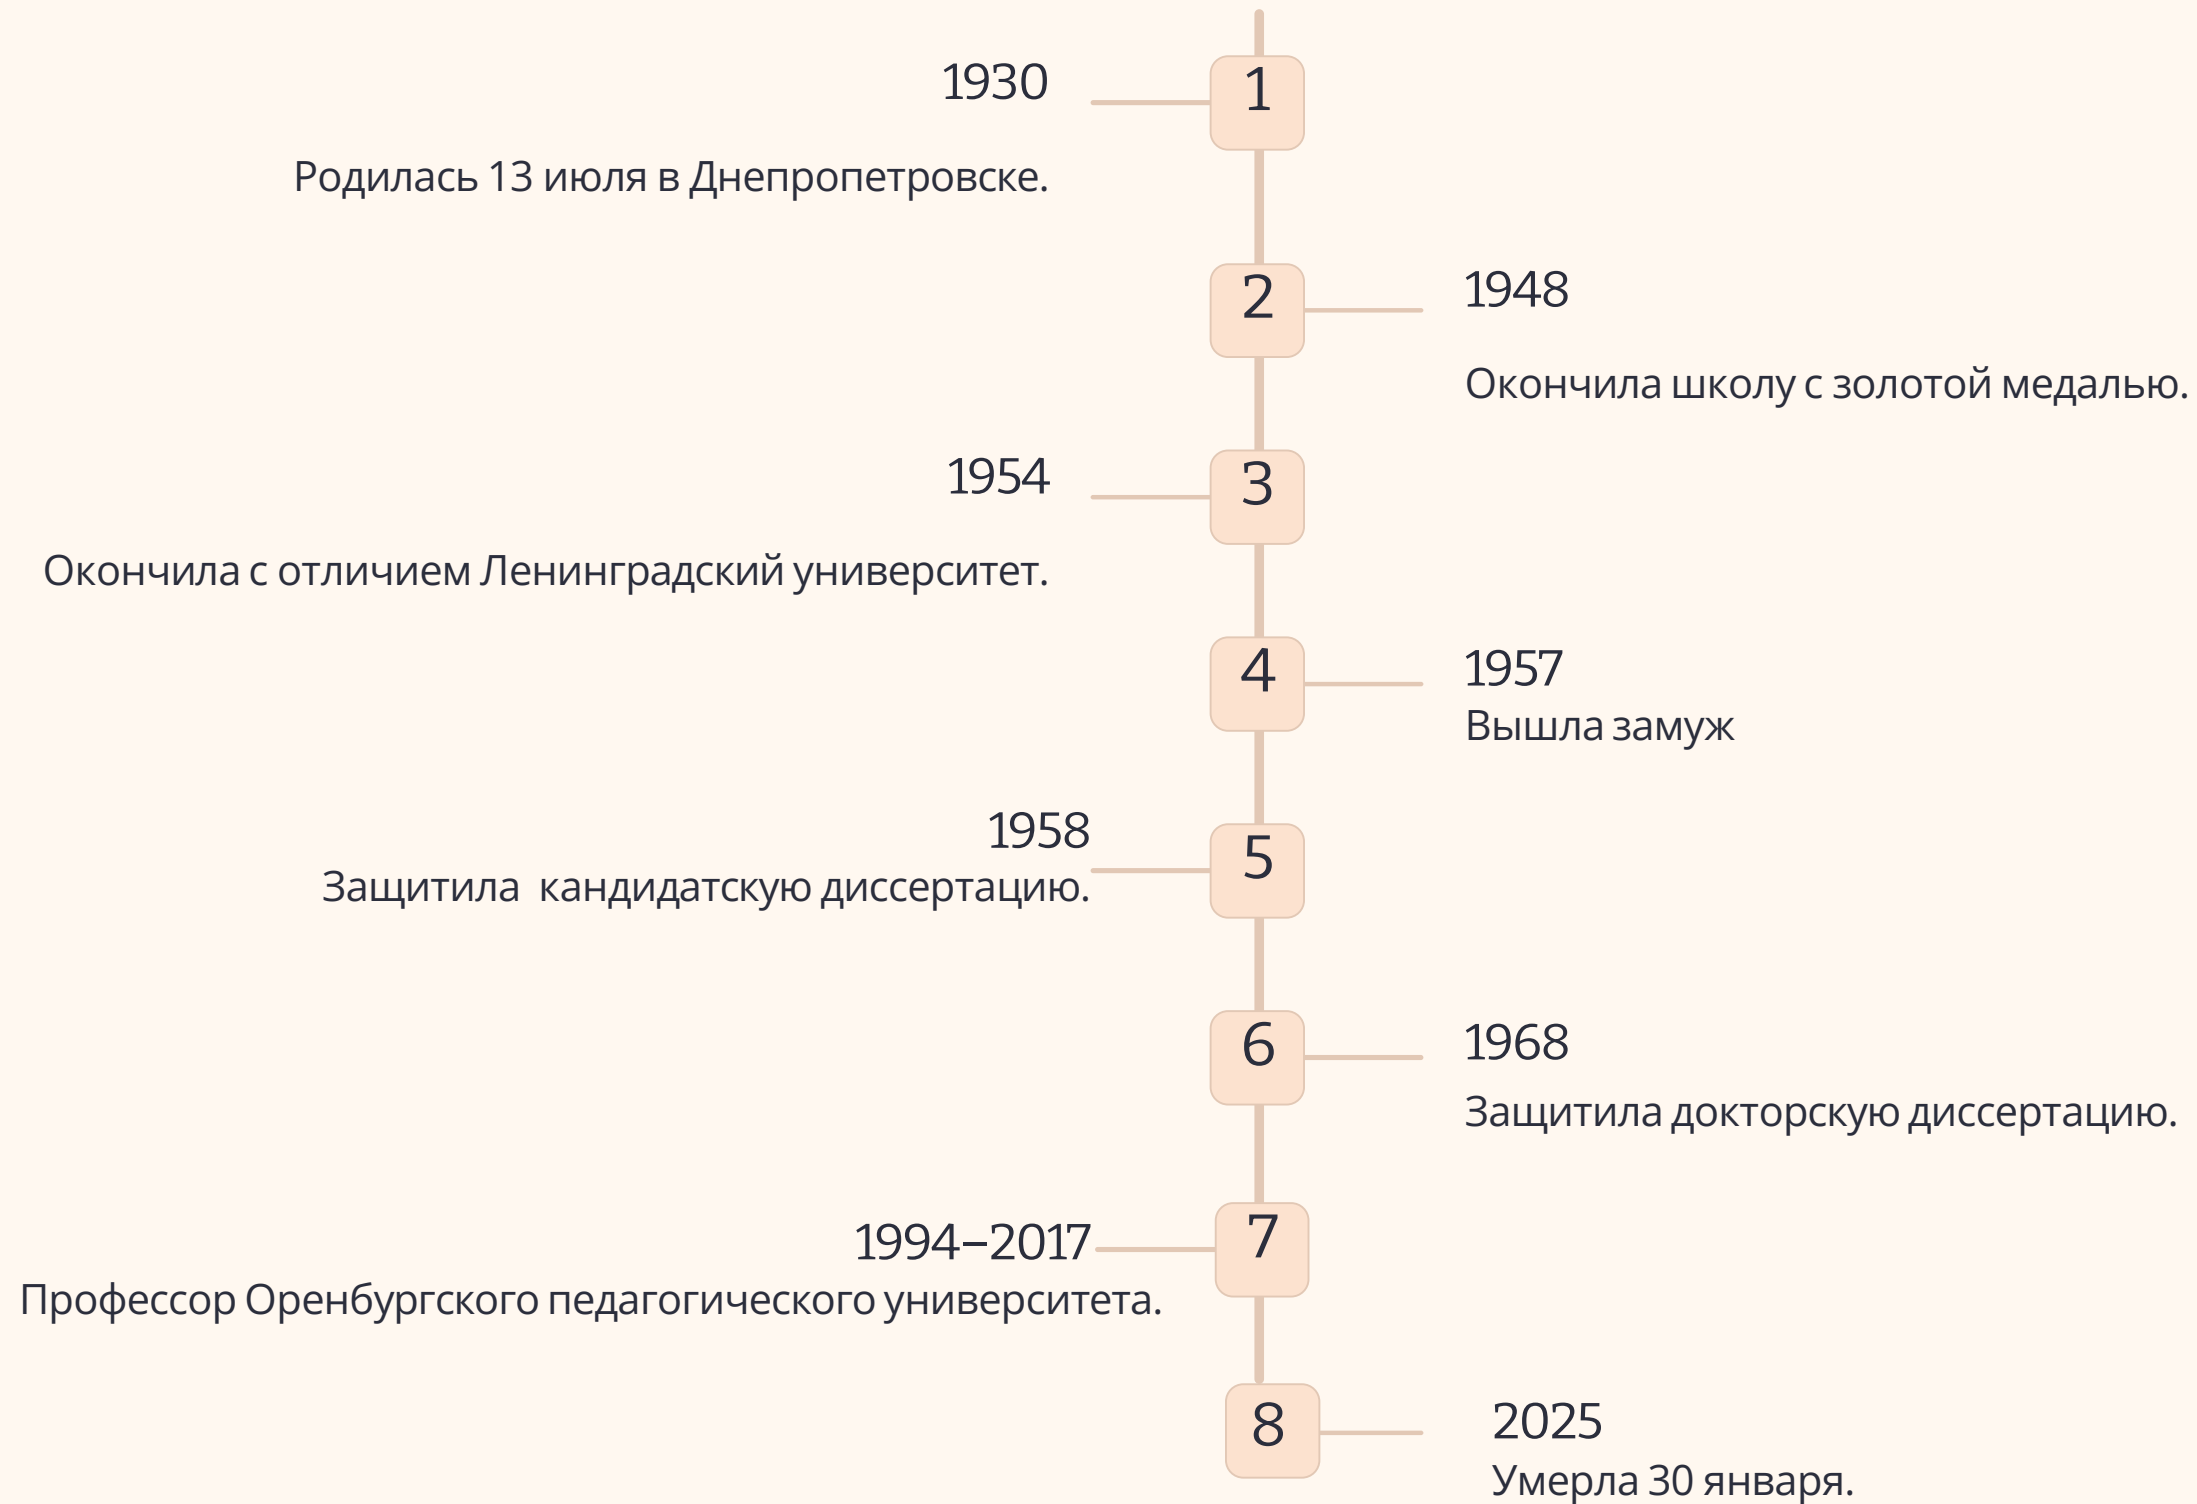 1930
1
Родилась 13 июля в Днепропетровске.
2
1948
Окончила школу с золотой медалью.
1954
3
Окончила с отличием Ленинградский университет.
4
1957
Вышла замуж
1958
5
Защитила  кандидатскую диссертацию.
6
1968
Защитила докторскую диссертацию.
1994–2017
7
Профессор Оренбургского педагогического университета.
8
2025
Умерла 30 января.